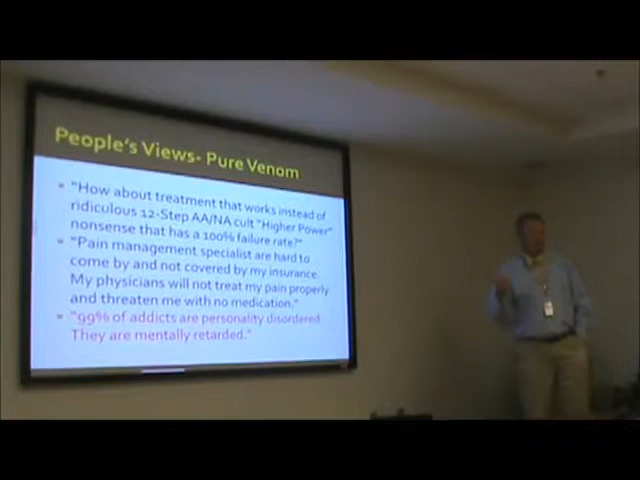 People's Views- Pure Venom
"How about treatment that works instead of
ridiculous 12-Step AA/NA cult "Higher Power"
nonsense that has a 100% failure rate?"
"Pain management specialist are hard to
come by and not covered by my insurance.
My physicians will not treat my pain properly
and threaten me with no medication."
"99% of addicts are personality disordered.
They are mentally retarded."